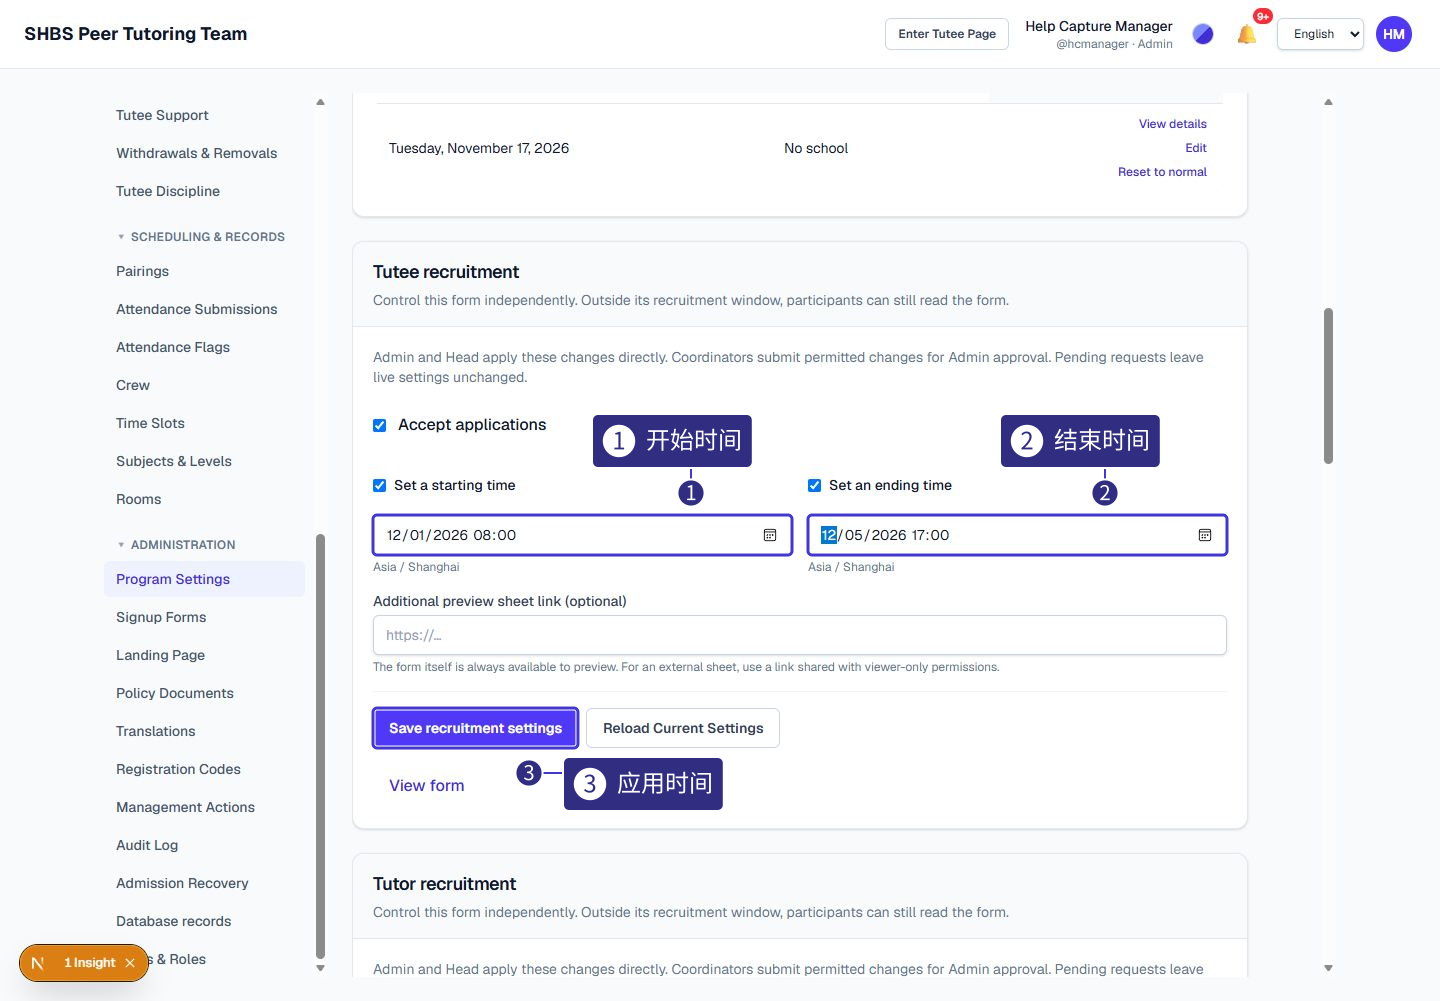 SHBS Peer Tutoring Team
Enter Tutee Page
Help Capture Manager
@hcmanager · Admin
9+
English
HM
Tutee Support
Withdrawals & Removals
Tutee Discipline
SCHEDULING & RECORDS
Pairings
Attendance Submissions
Attendance Flags
Crew
Time Slots
Subjects & Levels
Rooms
ADMINISTRATION
Program Settings
Signup Forms
Landing Page
Policy Documents
Translations
Registration Codes
Management Actions
Audit Log
Admission Recovery
Database records
s & Roles
N 1 Insight ×
Tuesday, November 17, 2026
No school
View details
Edit
Reset to normal
Tutee recruitment
Control this form independently. Outside its recruitment window, participants can still read the form.
Admin and Head apply these changes directly. Coordinators submit permitted changes for Admin approval. Pending requests leave
live settings unchanged.
Accept applications
1 开始时间
2 结束时间
Set a starting time
1
Set an ending time
2
12/01/2026 08:00
12/05/2026 17:00
Asia / Shanghai
Asia / Shanghai
Additional preview sheet link (optional)
https://…
The form itself is always available to preview. For an external sheet, use a link shared with viewer-only permissions.
Save recruitment settings
Reload Current Settings
View form
3
3 应用时间
Tutor recruitment
Control this form independently. Outside its recruitment window, participants can still read the form.
Admin and Head apply these changes directly. Coordinators submit permitted changes for Admin approval. Pending requests leave